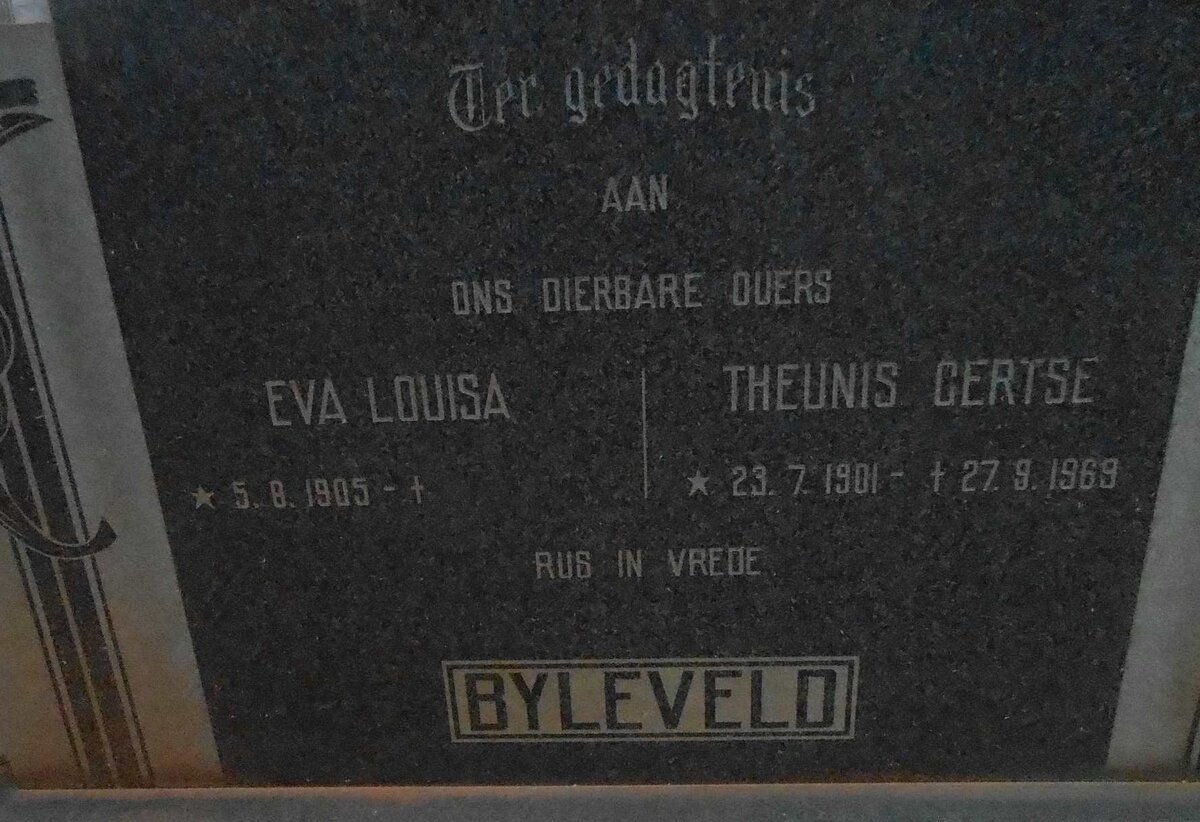 Ter gedagtenis
AAN
ONS DIERBARE OUERS
EVA LOUISA
★ 5. 8. 1905 - †
THEUNIS GERTSE
★ 23. 7. 1901 - † 27. 9. 1969
RUS IN VREDE
BYLEVELD